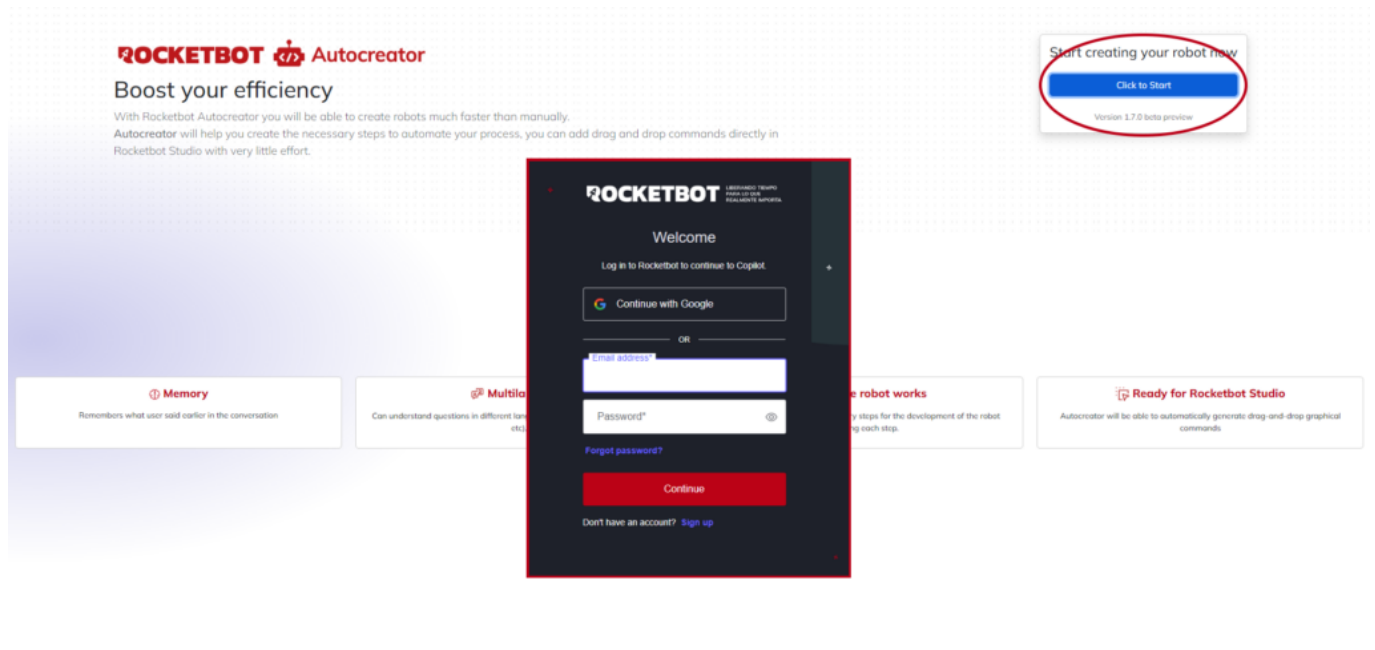 ROCKETBOT Autocreator
Start creating your robot now
Boost your efficiency
Click to Start
With Rocketbot Autocreator you will be able to create robots much faster than manually.
Version 1.7.0 beta preview
Autocreator will help you create the necessary steps to automate your process, you can add drag and drop commands directly in
Rocketbot Studio with very little effort.
ROCKETBOT
LIBERANDO TIEMPO
PARA LO QUE
REALMENTE IMPORTA
Welcome
Log in to Rocketbot to continue to Copilot.
G Continue with Google
OR
Email address*
Password*
Forgot password?
Continue
Don't have an account? Sign up
Memory
Remembers what user said earlier in the conversation
Multila
Can understand questions in different lan
etc).
e robot works
y steps for the development of the robot
ng each step.
Ready for Rocketbot Studio
Autocreator will be able to automatically generate drag-and-drop graphical
commands